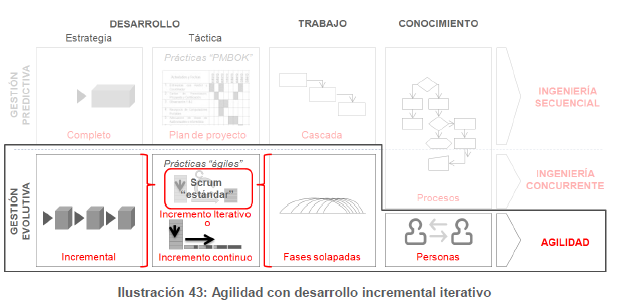 DESARROLLO
TRABAJO
CONOCIMIENTO
Estrategia
Táctica
GESTIÓN
PREDICTIVA
Prácticas “PMBOK”
Completo
Plan de proyecto
Cascada
INGENIERÍA
SECUENCIAL
GESTIÓN
EVOLUTIVA
Prácticas “ágiles”
Scrum
“estándar”
Incremento Iterativo
o
Incremental
Incremento continuo
Fases solapadas
Procesos
INGENIERÍA
CONCURRENTE
Personas
AGILIDAD
Ilustración 43: Agilidad con desarrollo incremental iterativo